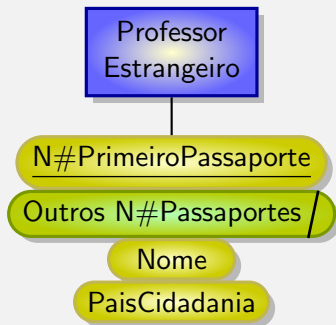 Professor
Estrangeiro
N#PrimeiroPassaporte
Outros N#Passaportes
Nome
PaisCidadania